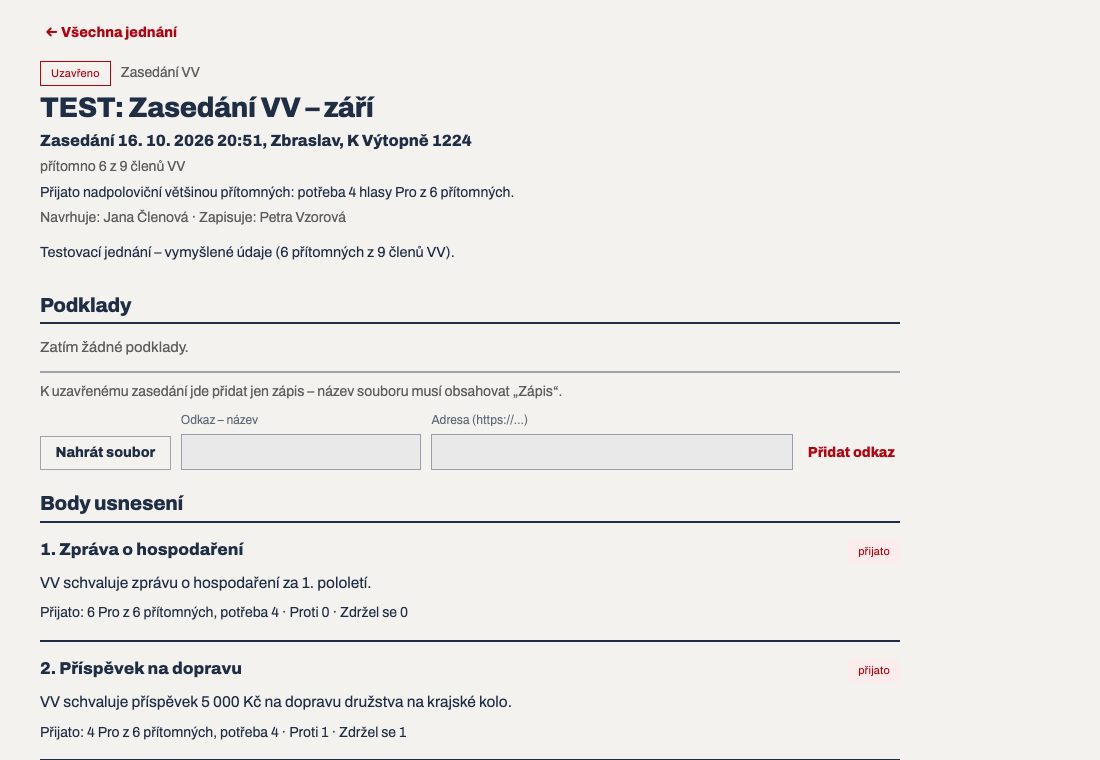 ← Všechna jednání
Uzavřeno Zasedání VV
TEST: Zasedání VV – září
Zasedání 16. 10. 2026 20:51, Zbraslav, K Výtopně 1224
přítomno 6 z 9 členů VV
Přijato nadpoloviční většinou přítomných: potřeba 4 hlasy Pro z 6 přítomných.
Navrhuje: Jana Členová · Zapisuje: Petra Vzorová
Testovací jednání – vymyšlené údaje (6 přítomných z 9 členů VV).
Podklady
Zatím žádné podklady.
K uzavřenému zasedání jde přidat jen zápis – název souboru musí obsahovat „Zápis“.
Odkaz – název Adresa (https://...)
Nahrát soubor Přidat odkaz
Body usnesení
1. Zpráva o hospodaření přijato
VV schvaluje zprávu o hospodaření za 1. pololetí.
Přijato: 6 Pro z 6 přítomných, potřeba 4 · Proti 0 · Zdržel se 0
2. Příspěvek na dopravu přijato
VV schvaluje příspěvek 5 000 Kč na dopravu družstva na krajské kolo.
Přijato: 4 Pro z 6 přítomných, potřeba 4 · Proti 1 · Zdržel se 1